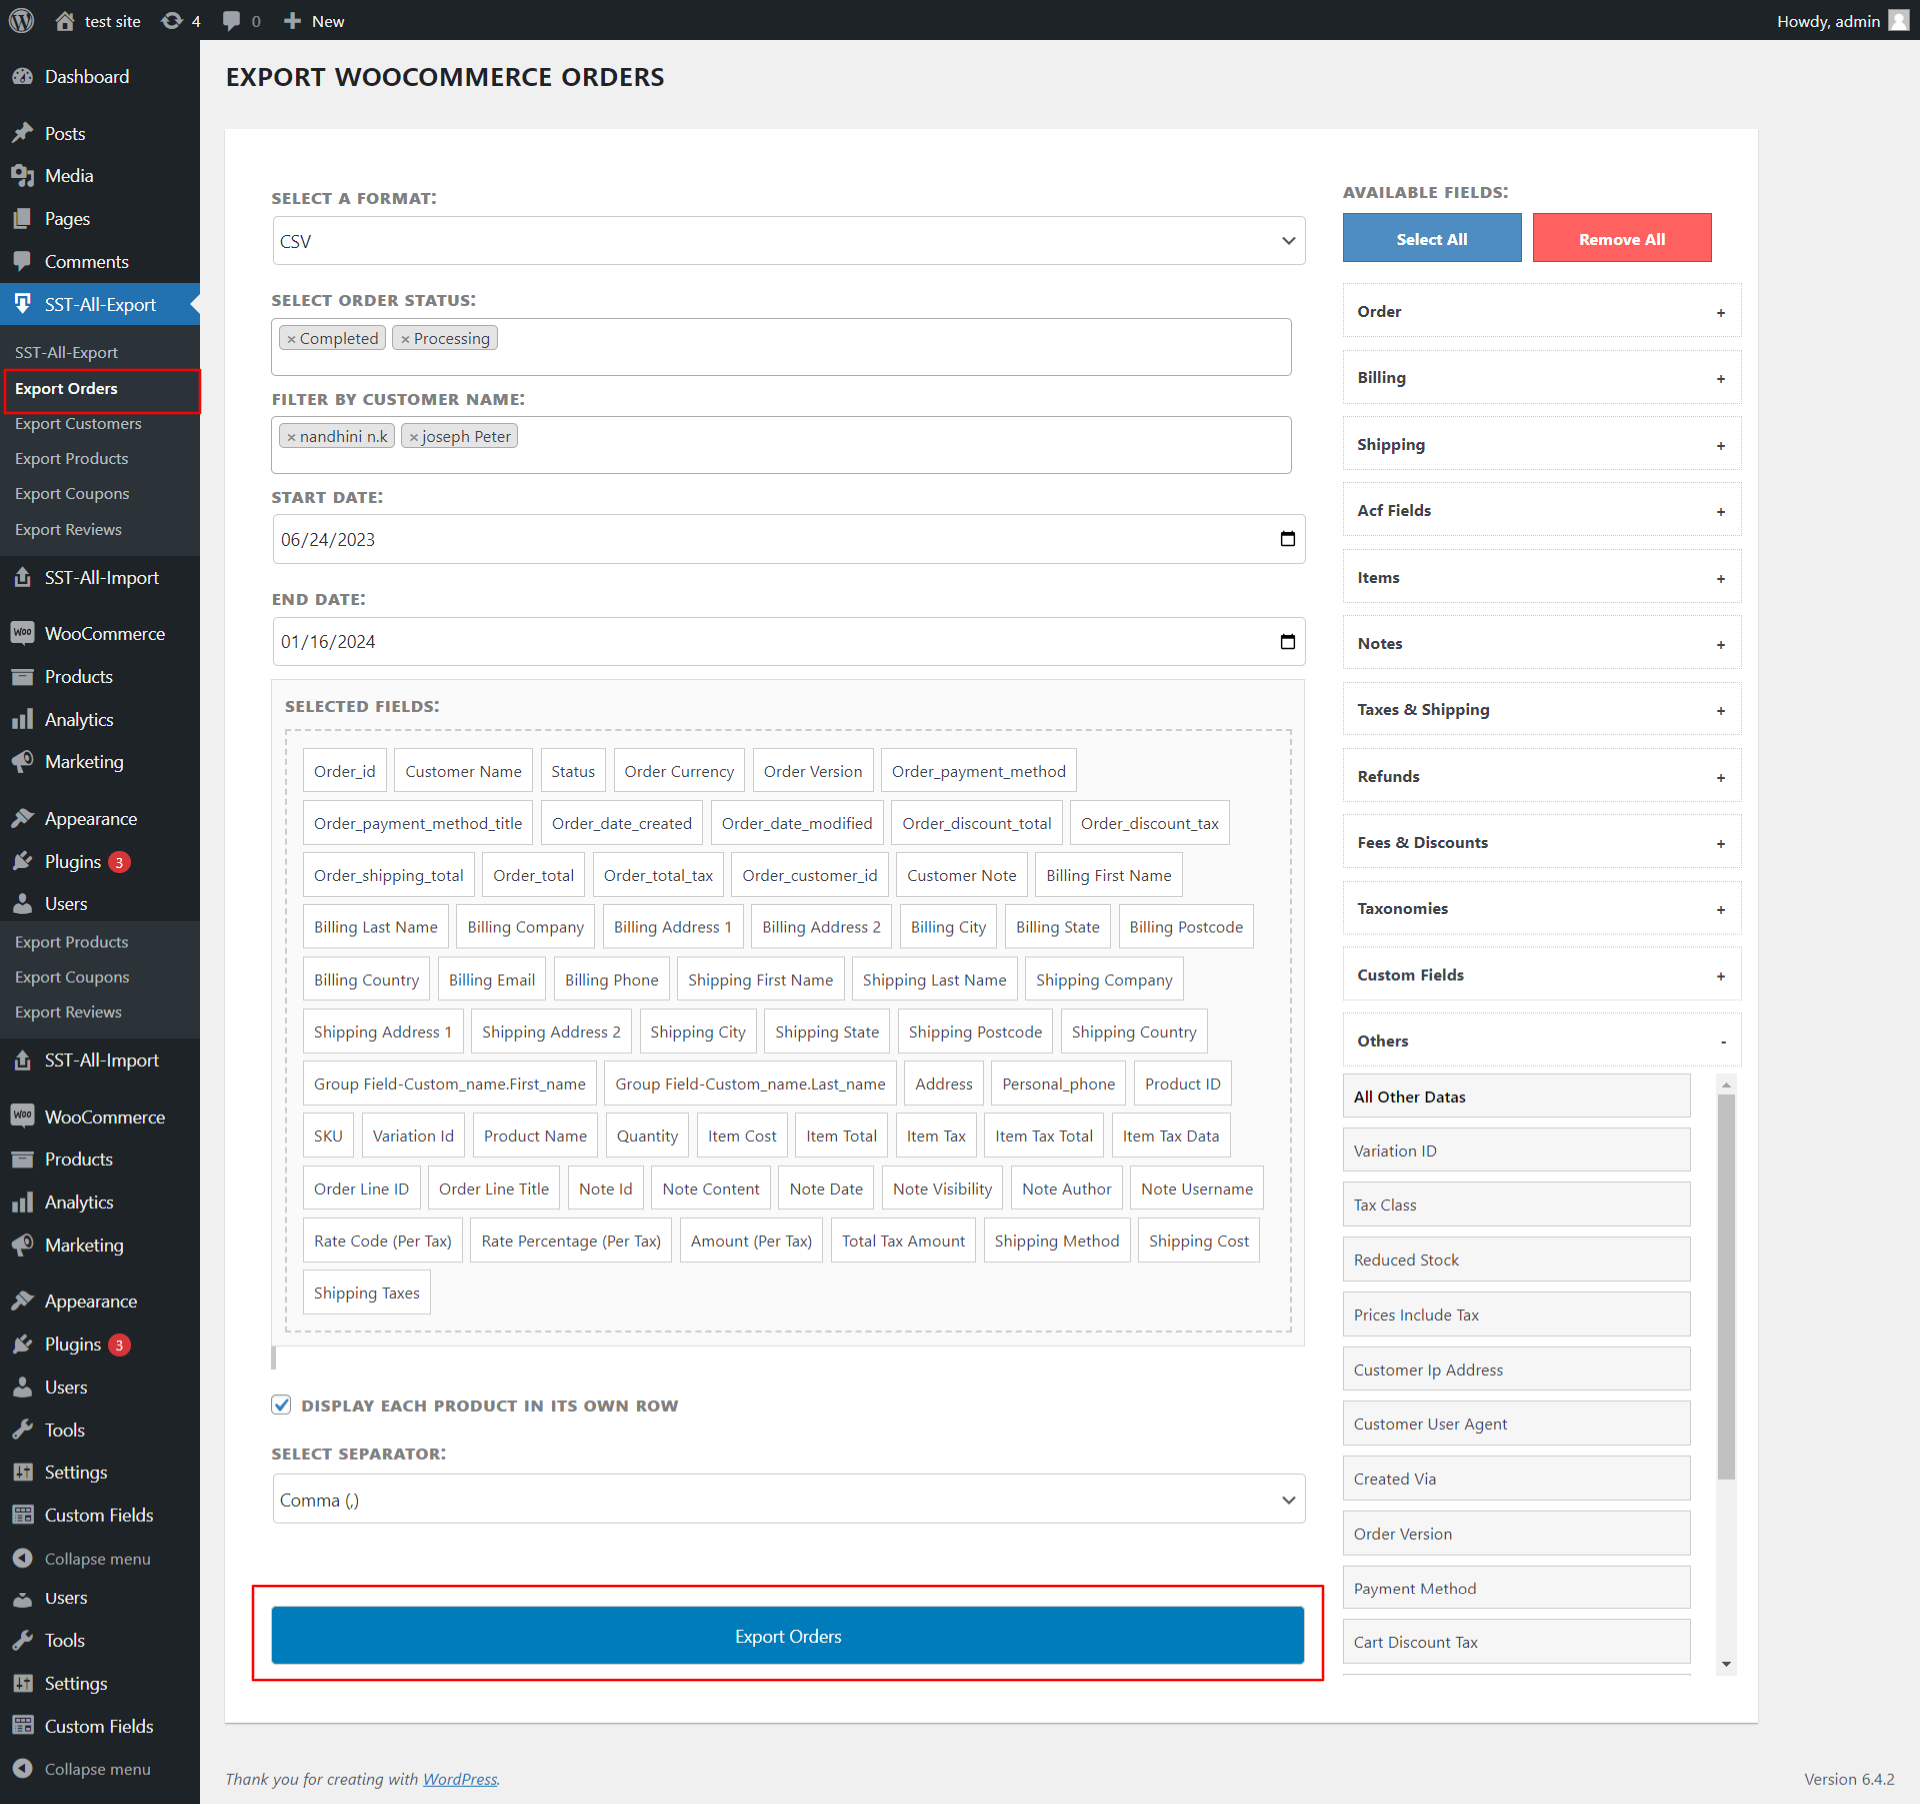 test site 4 0 New Howdy, admin
Dashboard
Posts
Media
Pages
Comments
SST-All-Export
SST-All-Export
Export Orders
Export Customers
Export Products
Export Coupons
Export Reviews
SST-All-Import
WooCommerce
Products
Analytics
Marketing
Appearance
Plugins 3
Users
Export Products
Export Coupons
Export Reviews
SST-All-Import
WooCommerce
Products
Analytics
Marketing
Appearance
Plugins 3
Users
Tools
Settings
Custom Fields
Collapse menu
Users
Tools
Settings
Custom Fields
Collapse menu
EXPORT WOOCOMMERCE ORDERS
SELECT A FORMAT:
CSV
SELECT ORDER STATUS:
× Completed × Processing
FILTER BY CUSTOMER NAME:
× nandhini n.k × joseph Peter
START DATE:
06/24/2023
END DATE:
01/16/2024
SELECTED FIELDS:
Order_id Customer Name Status Order Currency Order Version Order_payment_method
Order_payment_method_title Order_date_created Order_date_modified Order_discount_total Order_discount_tax
Order_shipping_total Order_total Order_total_tax Order_customer_id Customer Note Billing First Name
Billing Last Name Billing Company Billing Address 1 Billing Address 2 Billing City Billing State Billing Postcode
Billing Country Billing Email Billing Phone Shipping First Name Shipping Last Name Shipping Company
Shipping Address 1 Shipping Address 2 Shipping City Shipping State Shipping Postcode Shipping Country
Group Field-Custom_name.First_name Group Field-Custom_name.Last_name Address Personal_phone Product ID
SKU Variation Id Product Name Quantity Item Cost Item Total Item Tax Item Tax Total Item Tax Data
Order Line ID Order Line Title Note Id Note Content Note Date Note Visibility Note Author Note Username
Rate Code (Per Tax) Rate Percentage (Per Tax) Amount (Per Tax) Total Tax Amount Shipping Method Shipping Cost
Shipping Taxes
DISPLAY EACH PRODUCT IN ITS OWN ROW
SELECT SEPARATOR:
Comma (,)
Export Orders
AVAILABLE FIELDS:
Select All Remove All
Order +
Billing +
Shipping +
Acf Fields +
Items +
Notes +
Taxes & Shipping +
Refunds +
Fees & Discounts +
Taxonomies +
Custom Fields +
Others -
All Other Datas
Variation ID
Tax Class
Reduced Stock
Prices Include Tax
Customer Ip Address
Customer User Agent
Created Via
Order Version
Payment Method
Cart Discount Tax
Thank you for creating with WordPress. Version 6.4.2